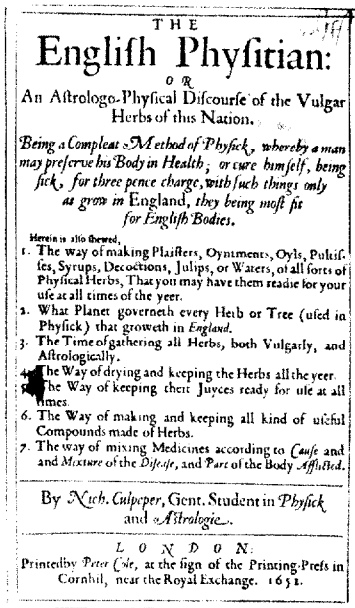 THE
Engliſh Phyſitian:
OR
An Aſtrologo-Phyſical Diſcourſe of the Vulgar
Herbs of this Nation.
Being a Compleat Method of Phyſick, whereby a man
may preſerve his Body in Health; or cure himſelf, being
ſick, for three pence charge, with ſuch things only
as grow in England, they being moſt fit
for Engliſh Bodies.
Herein is alſo ſhewed,
1. The way of making Plaiſters, Oyntments, Oyls, Pultiſ-
ſes, Syrups, Decoctions, Julips, or Waters, of all ſorts of
Phyſical Herbs, That you may have them readie for your
uſe at all times of the yeer.
2. What Planet governeth every Herb or Tree (uſed in
Phyſick) that groweth in England.
3. The Time of gathering all Herbs, both Vulgarly, and
Aſtrologically.
4. The Way of drying and keeping the Herbs all the yeer.
5. The Way of keeping their Juyces ready for uſe at all
times.
6. The Way of making and keeping all kind of uſeful
Compounds made of Herbs.
7. The way of mixing Medicines according to Cauſe and
and Mixture of the Diſeaſe, and Part of the Body Afflicted.
By Nich. Culpeper, Gent. Student in Phyſick
and Aſtrologie.
LONDON:
Printed by Peter Cole, at the ſign of the Printing-Preſs in
Cornhil, near the Royal Exchange. 1652.